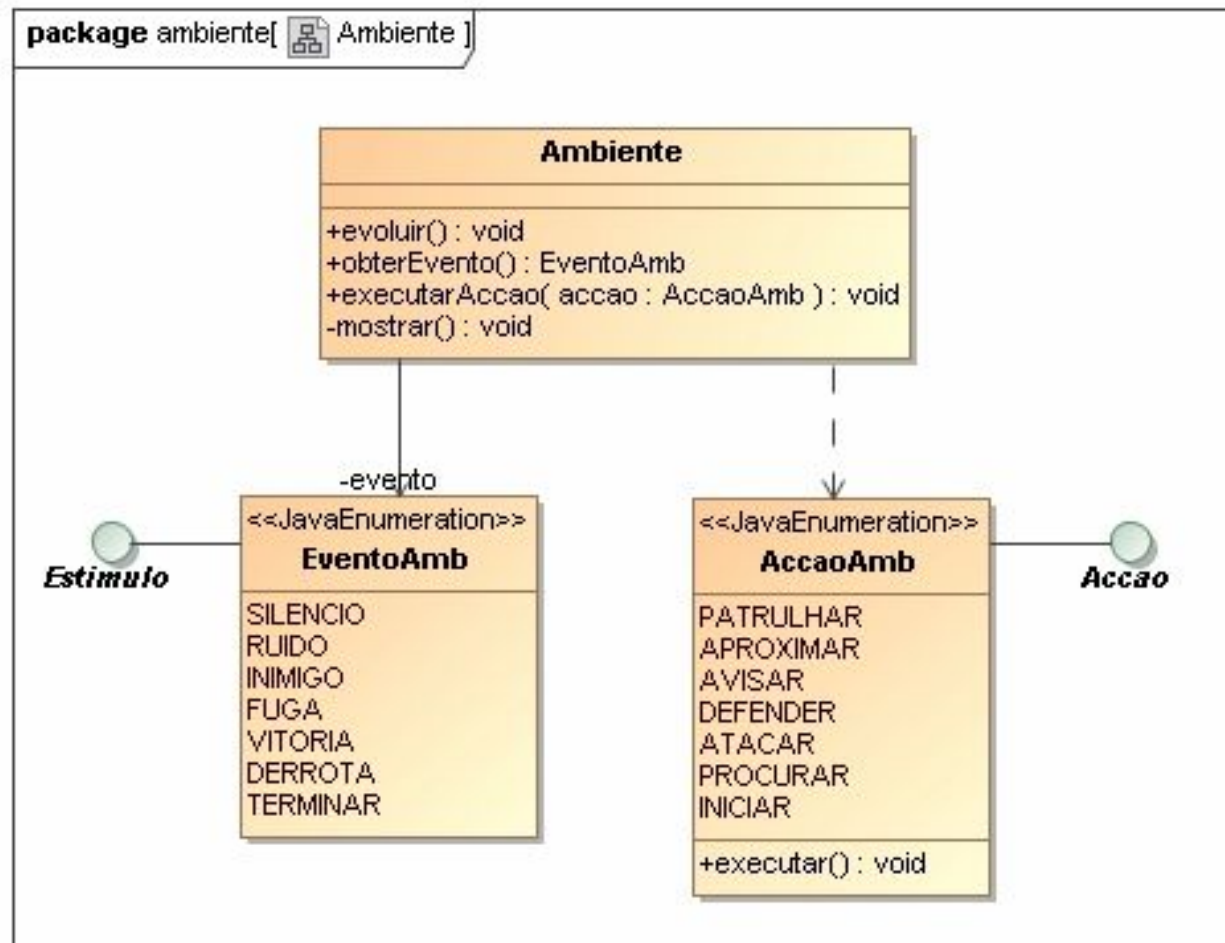 package ambiente[ Ambiente ]
Ambiente
+evoluir() : void
+obterEvento() : EventoAmb
+executarAccao( accao : AccaoAmb ) : void
-mostrar() : void
-evento
<<JavaEnumeration>>
EventoAmb
SILENCIO
RUIDO
INIMIGO
FUGA
VITORIA
DERROTA
TERMINAR
Estimulo
<<JavaEnumeration>>
AccaoAmb
PATRULHAR
APROXIMAR
AVISAR
DEFENDER
ATACAR
PROCURAR
INICIAR
+executar() : void
Accao